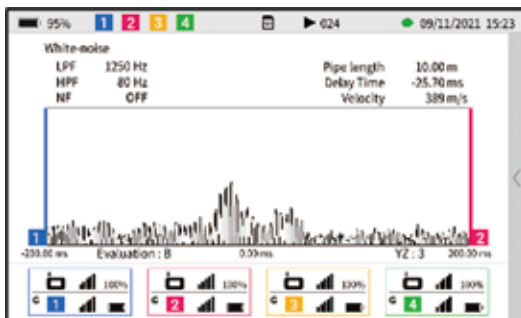 95% 1 2 3 4 024 09/11/2021 15:23
White-noise
LPF 1250 Hz Pipe length 10.00 m
HPF 80 Hz Delay Time -25.70 ms
NF OFF Velocity 389 m/s
1 2
-200.00 ms Evaluation : B 0.00 ms YZ : 3 200.00 ms
100% 100% 100% 100%
G 1 G 2 G 3 G 4